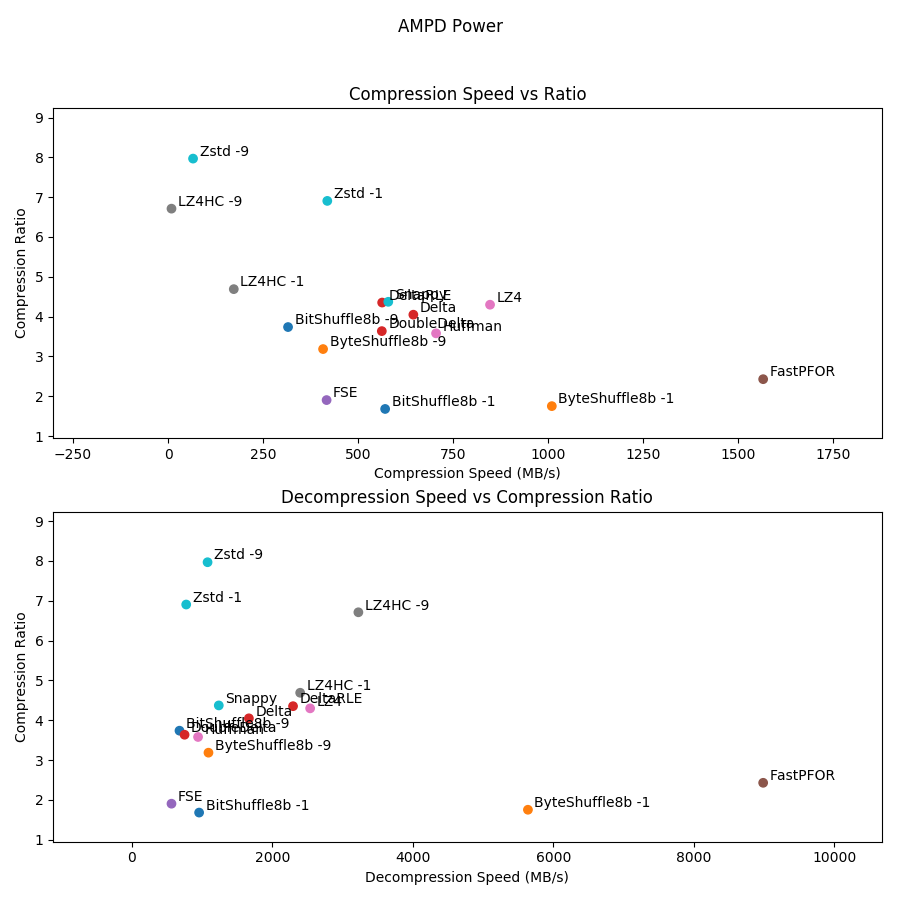 AMPD Power
Compression Speed vs Ratio
Compression Ratio
9
8
7
6
5
4
3
2
1
Zstd -9
LZ4HC -9
Zstd -1
LZ4HC -1
DeltaRLE
Snappy
LZ4
Delta
BitShuffle8b -9
DoubleDelta
Huffman
ByteShuffle8b -9
FastPFOR
FSE
BitShuffle8b -1
ByteShuffle8b -1
−250 0 250 500 750 1000 1250 1500 1750
Compression Speed (MB/s)
Decompression Speed vs Compression Ratio
Compression Ratio
9
8
7
6
5
4
3
2
1
Zstd -9
Zstd -1
LZ4HC -9
LZ4HC -1
Snappy
DeltaRLE
LZ4
Delta
BitShuffle8b -9
DoubleDelta
Huffman
ByteShuffle8b -9
FastPFOR
FSE
BitShuffle8b -1
ByteShuffle8b -1
0 2000 4000 6000 8000 10000
Decompression Speed (MB/s)